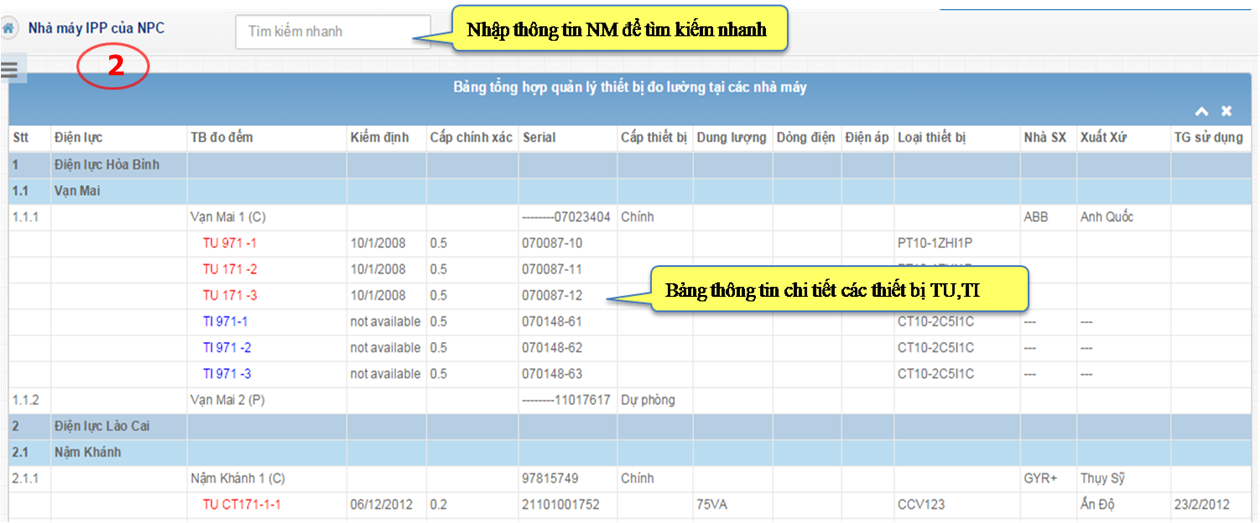 Nhà máy IPP của NPC
Tìm kiếm nhanh
Nhập thông tin NM để tìm kiếm nhanh
2
Bảng tổng hợp quản lý thiết bị đo lường tại các nhà máy
Stt Điện lực TB đo đếm Kiểm định Cấp chính xác Serial Cấp thiết bị Dung lượng Dòng điện Điện áp Loại thiết bị Nhà SX Xuất Xứ TG sử dụng
1 Điện lực Hòa Bình
1.1 Vạn Mai
1.1.1 Vạn Mai 1 (C) --------07023404 Chính ABB Anh Quốc
TU 971 -1 10/1/2008 0.5 070087-10 PT10-1ZHI1P
TU 171 -2 10/1/2008 0.5 070087-11
TU 171 -3 10/1/2008 0.5 070087-12
Bảng thông tin chi tiết các thiết bị TU,TI
TI 971-1 not available 0.5 070148-61 CT10-2C5I1C --- ---
TI 971 -2 not available 0.5 070148-62 CT10-2C5I1C --- ---
TI 971 -3 not available 0.5 070148-63 CT10-2C5I1C --- ---
1.1.2 Vạn Mai 2 (P) --------11017617 Dự phòng
2 Điện lực Lào Cai
2.1 Nậm Khánh
2.1.1 Nậm Khánh 1 (C) 97815749 Chính GYR+ Thụy Sỹ
TU CT171-1-1 06/12/2012 0.2 21101001752 75VA CCV123 Ấn Độ 23/2/2012